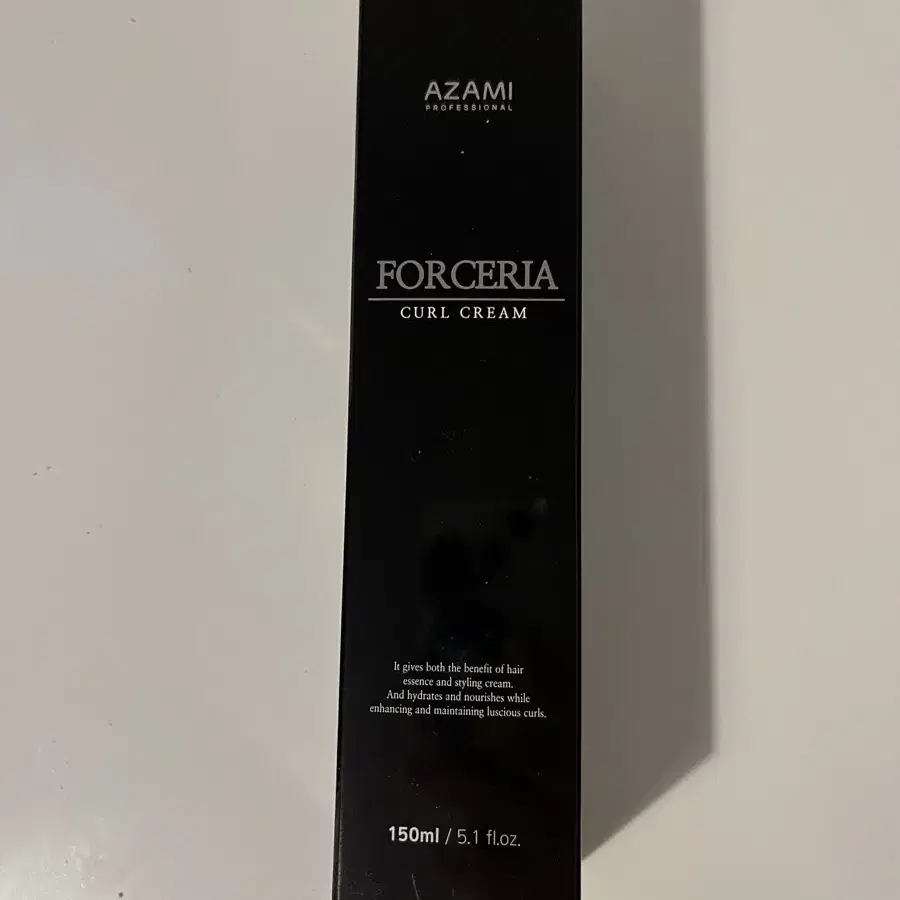 AZAMI
PROFESSIONAL
FORCERIA
CURL CREAM
It gives both the benefit of hair
essence and styling cream.
And hydrates and nourishes while
enhancing and maintaining luscious curls.
150ml / 5.1 fl.oz.